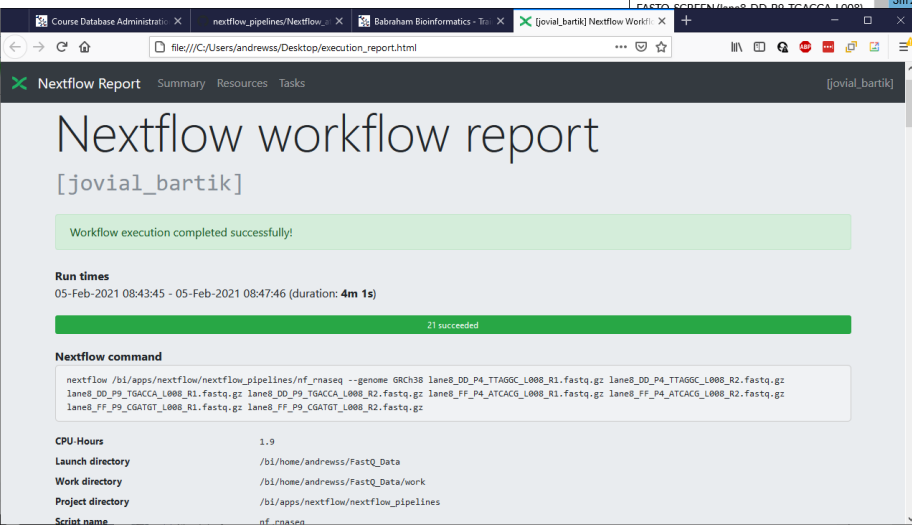 FASTQ_SCREEN (lane8_DD_P9_TGACCA_L008)
Course Database Administratio
nextflow_pipelines/Nextflow_a
Babraham Bioinformatics - Trai
[jovial_bartik] Nextflow Workfl
file:///C:/Users/andrewss/Desktop/execution_report.html
ABP
Nextflow Report Summary Resources Tasks [jovial_bartik]
Nextflow workflow report
[jovial_bartik]
Workflow execution completed successfully!
Run times
05-Feb-2021 08:43:45 - 05-Feb-2021 08:47:46 (duration: 4m 1s)
21 succeeded
Nextflow command
nextflow /bi/apps/nextflow/nextflow_pipelines/nf_rnaseq --genome GRCh38 lane8_DD_P4_TTAGGC_L008_R1.fastq.gz lane8_DD_P4_TTAGGC_L008_R2.fastq.gz
lane8_DD_P9_TGACCA_L008_R1.fastq.gz lane8_DD_P9_TGACCA_L008_R2.fastq.gz lane8_FF_P4_ATCACG_L008_R1.fastq.gz lane8_FF_P4_ATCACG_L008_R2.fastq.gz
lane8_FF_P9_CGATGT_L008_R1.fastq.gz lane8_FF_P9_CGATGT_L008_R2.fastq.gz
CPU-Hours 1.9
Launch directory /bi/home/andrewss/FastQ_Data
Work directory /bi/home/andrewss/FastQ_Data/work
Project directory /bi/apps/nextflow/nextflow_pipelines
Script name nf_rnaseq